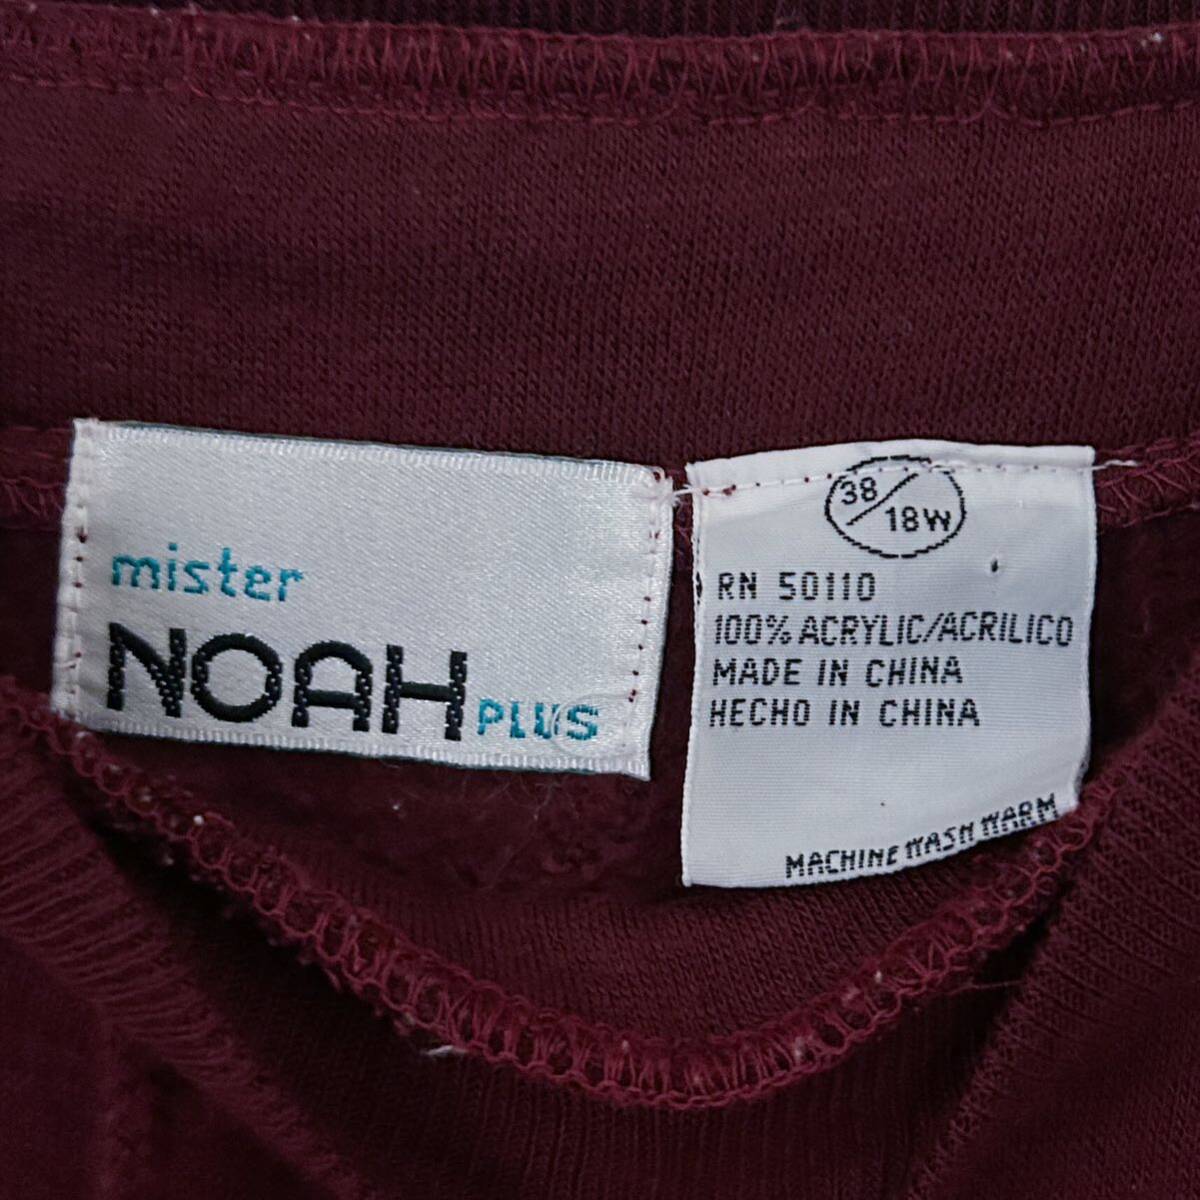 mister
NOAH PLUS
38/18W
RN 50110
100% ACRYLIC/ACRILICO
MADE IN CHINA
HECHO IN CHINA
MACHINE WASH WARM